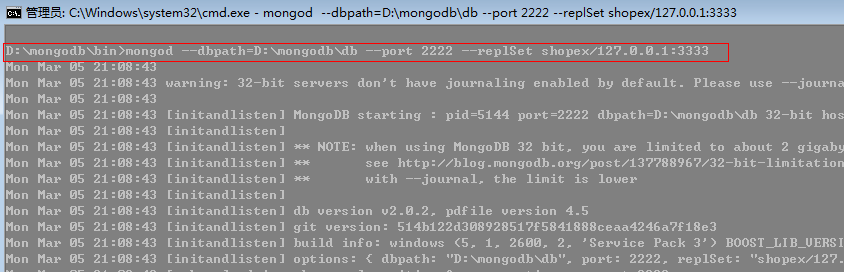 管理员: C:\Windows\system32\cmd.exe - mongod --dbpath=D:\mongodb\db --port 2222 --replSet shopex/127.0.0.1:3333
D:\mongodb\bin>mongod --dbpath=D:\mongodb\db --port 2222 --replSet shopex/127.0.0.1:3333
Mon Mar 05 21:08:43
Mon Mar 05 21:08:43 warning: 32-bit servers don't have journaling enabled by default. Please use --journa
Mon Mar 05 21:08:43
Mon Mar 05 21:08:43 [initandlisten] MongoDB starting : pid=5144 port=2222 dbpath=D:\mongodb\db 32-bit hos
Mon Mar 05 21:08:43 [initandlisten]
Mon Mar 05 21:08:43 [initandlisten] ** NOTE: when using MongoDB 32 bit, you are limited to about 2 gigaby
Mon Mar 05 21:08:43 [initandlisten] ** see http://blog.mongodb.org/post/137788967/32-bit-limitation
Mon Mar 05 21:08:43 [initandlisten] ** with --journal, the limit is lower
Mon Mar 05 21:08:43 [initandlisten]
Mon Mar 05 21:08:43 [initandlisten] db version v2.0.2, pdfile version 4.5
Mon Mar 05 21:08:43 [initandlisten] git version: 514b122d308928517f5841888ceaa4246a7f18e3
Mon Mar 05 21:08:43 [initandlisten] build info: windows (5, 1, 2600, 2, 'Service Pack 3') BOOST_LIB_VERSI
Mon Mar 05 21:08:43 [initandlisten] options: { dbpath: "D:\mongodb\db", port: 2222, replSet: "shopex/127.